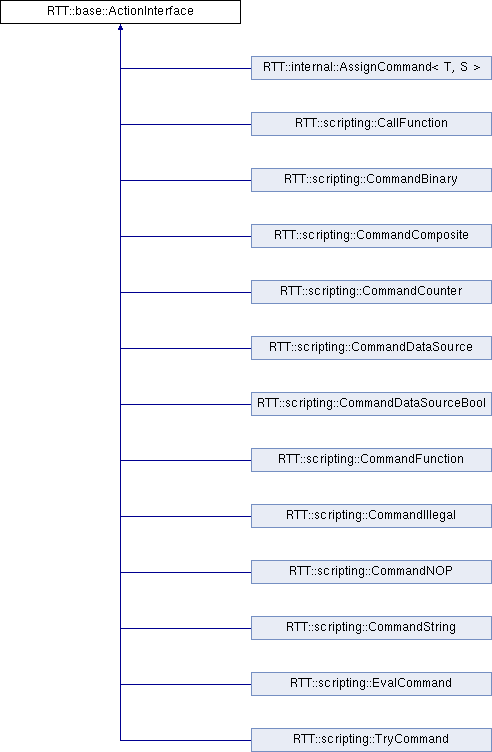 RTT::base::ActionInterface
RTT::internal::AssignCommand< T, S >
RTT::scripting::CallFunction
RTT::scripting::CommandBinary
RTT::scripting::CommandComposite
RTT::scripting::CommandCounter
RTT::scripting::CommandDataSource
RTT::scripting::CommandDataSourceBool
RTT::scripting::CommandFunction
RTT::scripting::CommandIllegal
RTT::scripting::CommandNOP
RTT::scripting::CommandString
RTT::scripting::EvalCommand
RTT::scripting::TryCommand